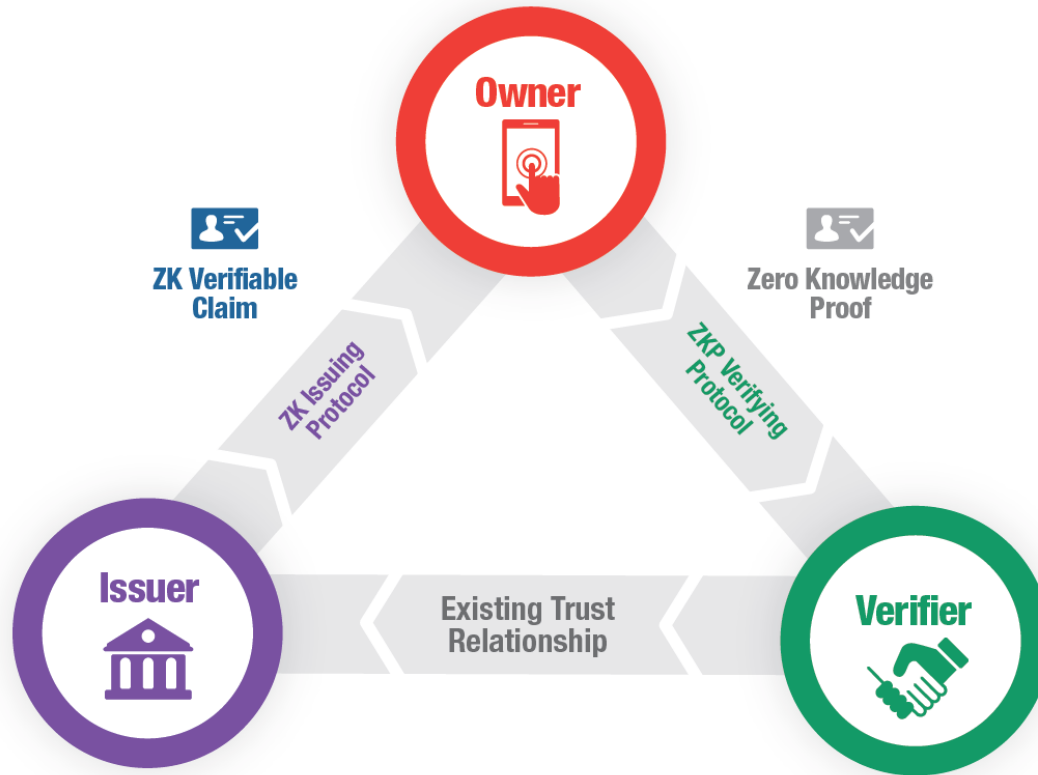 Owner
ZK Verifiable
Claim
Zero Knowledge
Proof
ZK Issuing
Protocol
ZKP Verifying
Protocol
Issuer
Existing Trust
Relationship
Verifier